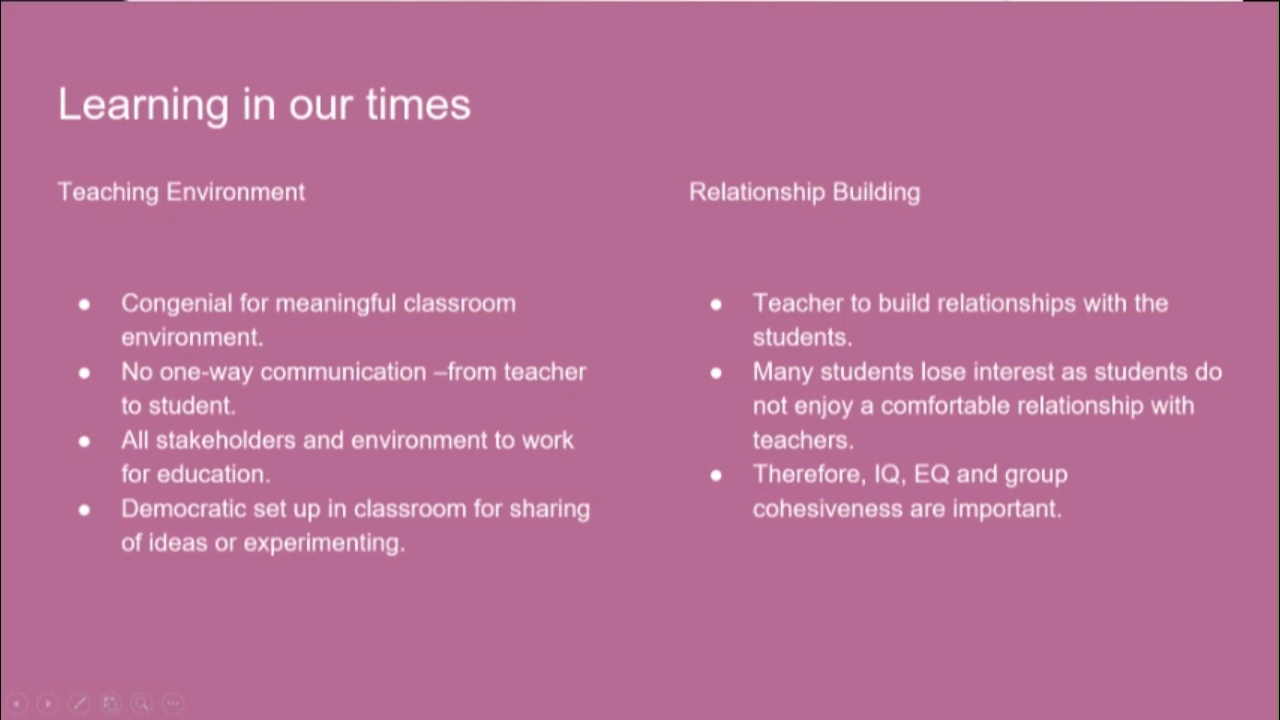 Learning in our times
Teaching Environment
● Congenial for meaningful classroom
environment.
● No one-way communication –from teacher
to student.
● All stakeholders and environment to work
for education.
● Democratic set up in classroom for sharing
of ideas or experimenting.
Relationship Building
● Teacher to build relationships with the
students.
● Many students lose interest as students do
not enjoy a comfortable relationship with
teachers.
● Therefore, IQ, EQ and group
cohesiveness are important.